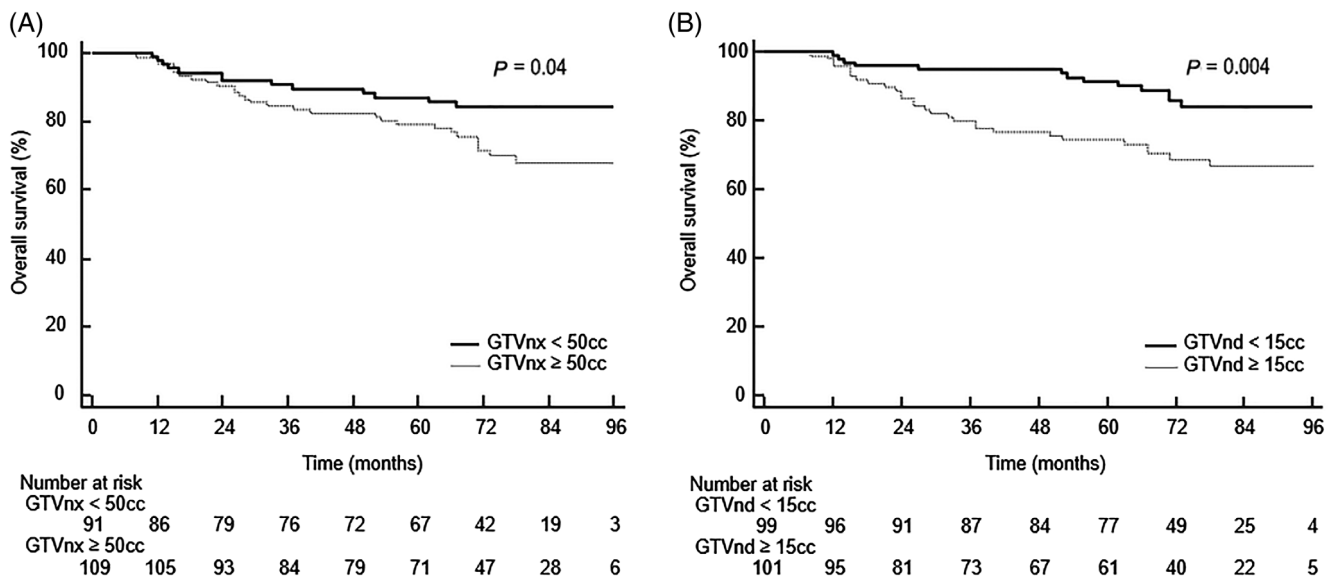 (A)
100
80
60
40
20
0
Overall survival (%)
P = 0.04
GTVnx < 50cc
GTVnx ≥ 50cc
0 12 24 36 48 60 72 84 96
Time (months)
Number at risk
GTVnx < 50cc
91 86 79 76 72 67 42 19 3
GTVnx ≥ 50cc
109 105 93 84 79 71 47 28 6
(B)
100
80
60
40
20
0
Overall survival (%)
P = 0.004
GTVnd < 15cc
GTVnd ≥ 15cc
0 12 24 36 48 60 72 84 96
Time (months)
Number at risk
GTVnd < 15cc
99 96 91 87 84 77 49 25 4
GTVnd ≥ 15cc
101 95 81 73 67 61 40 22 5